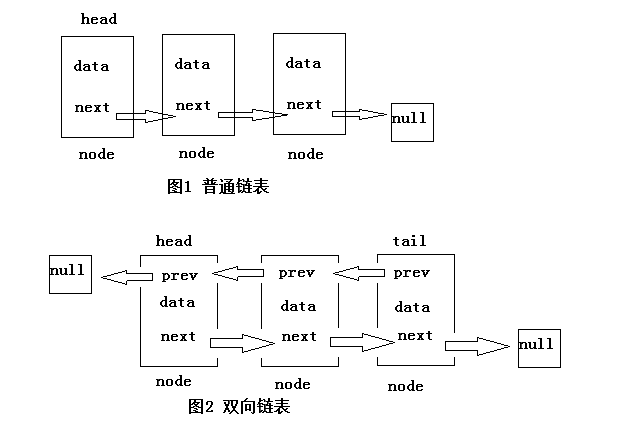 head
data data data
next next next null
node node node
图1 普通链表
head tail
null prev prev prev
data data data
next next next null
node node node
图2 双向链表